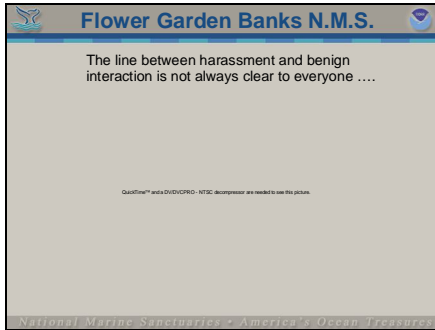 Flower Garden Banks N.M.S.
The line between harassment and benign
interaction is not always clear to everyone ….
QuickTime™ and a DV/DVCPRO - NTSC decompressor are needed to see this picture.
National Marine Sanctuaries • America's Ocean Treasures